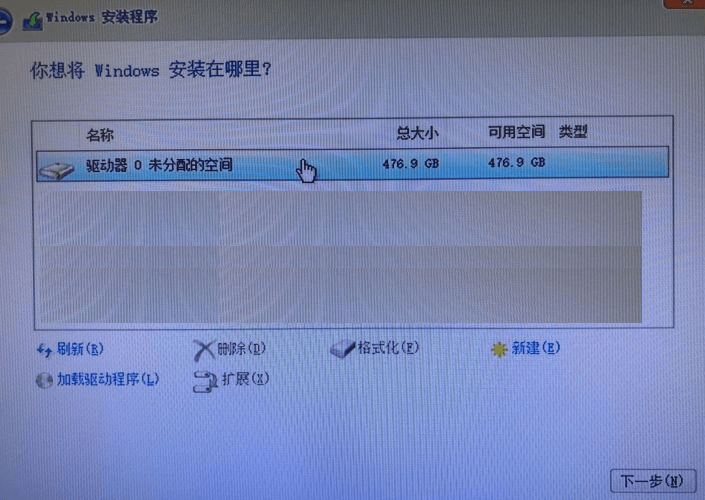 Windows 安装程序
你想将 Windows 安装在哪里?
名称 总大小 可用空间 类型
驱动器 0 未分配的空间 476.9 GB 476.9 GB
刷新(R) 删除(D) 格式化(F) 新建(E)
加载驱动程序(L) 扩展(X)
下一步(N)